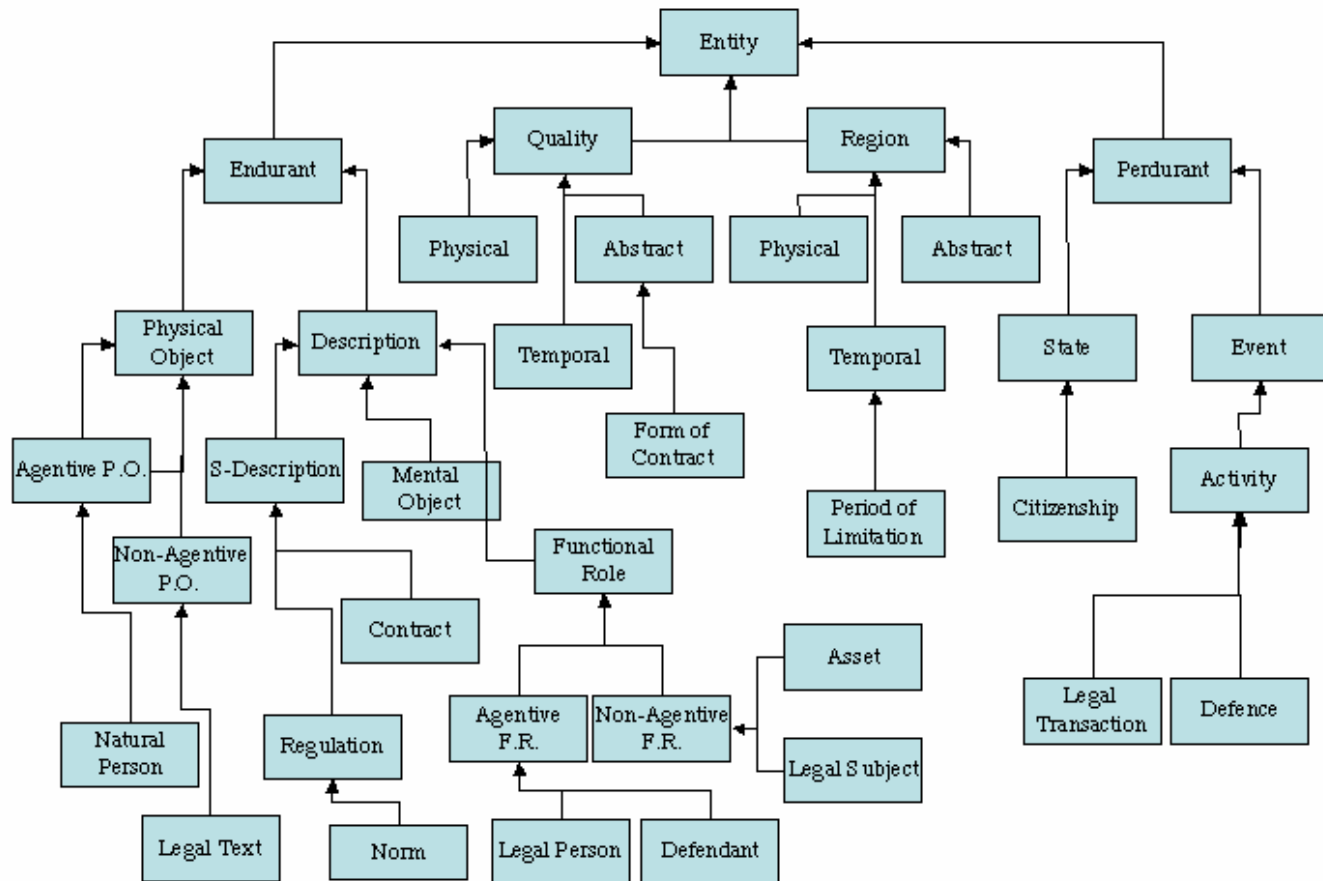 Entity
Quality
Region
Endurant
Perdurant
Physical
Abstract
Physical
Abstract
Physical
Object
Description
Temporal
Temporal
State
Event
Agentive P.O.
S-Description
Mental
Object
Form of
Contract
Period of
Limitation
Citizenship
Activity
Non-Agentive
P.O.
Functional
Role
Contract
Asset
Natural
Person
Regulation
Agentive
F.R.
Non-Agentive
F.R.
Legal Subject
Legal
Transaction
Defence
Legal Text
Norm
Legal Person
Defendant